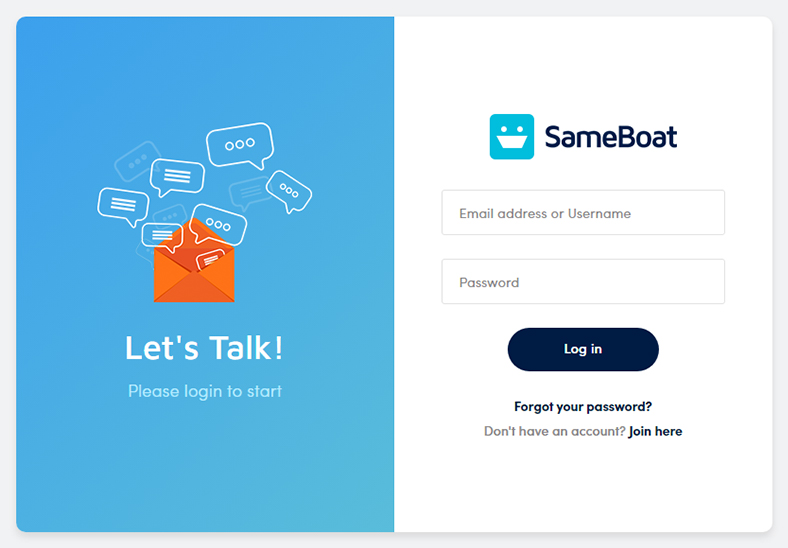 Let's Talk!
Please login to start
SameBoat
Email address or Username
Password
Log in
Forgot your password?
Don't have an account? Join here